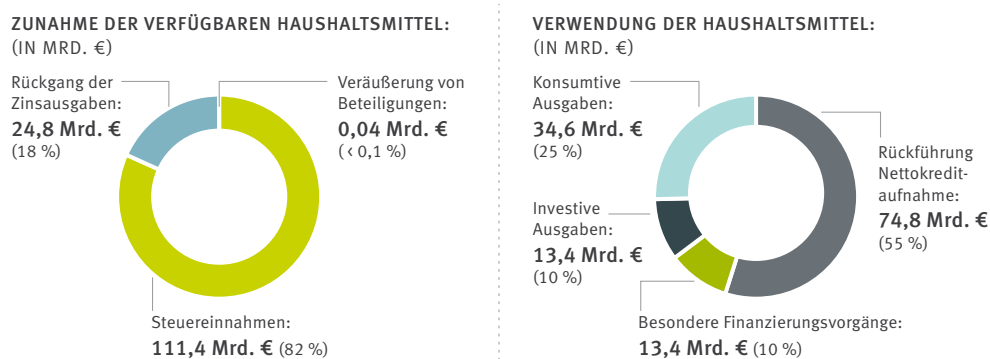 ZUNAHME DER VERFÜGBAREN HAUSHALTSMITTEL:
(IN MRD. €)
Rückgang der
Zinsausgaben:
24,8 Mrd. €
(18 %)
Veräußerung von
Beteiligungen:
0,04 Mrd. €
(‹ 0,1 %)
Steuereinnahmen:
111,4 Mrd. € (82 %)
VERWENDUNG DER HAUSHALTSMITTEL:
(IN MRD. €)
Konsumtive
Ausgaben:
34,6 Mrd. €
(25 %)
Rückführung
Nettokredit-
aufnahme:
74,8 Mrd. €
(55 %)
Investive
Ausgaben:
13,4 Mrd. €
(10 %)
Besondere Finanzierungsvorgänge:
13,4 Mrd. € (10 %)